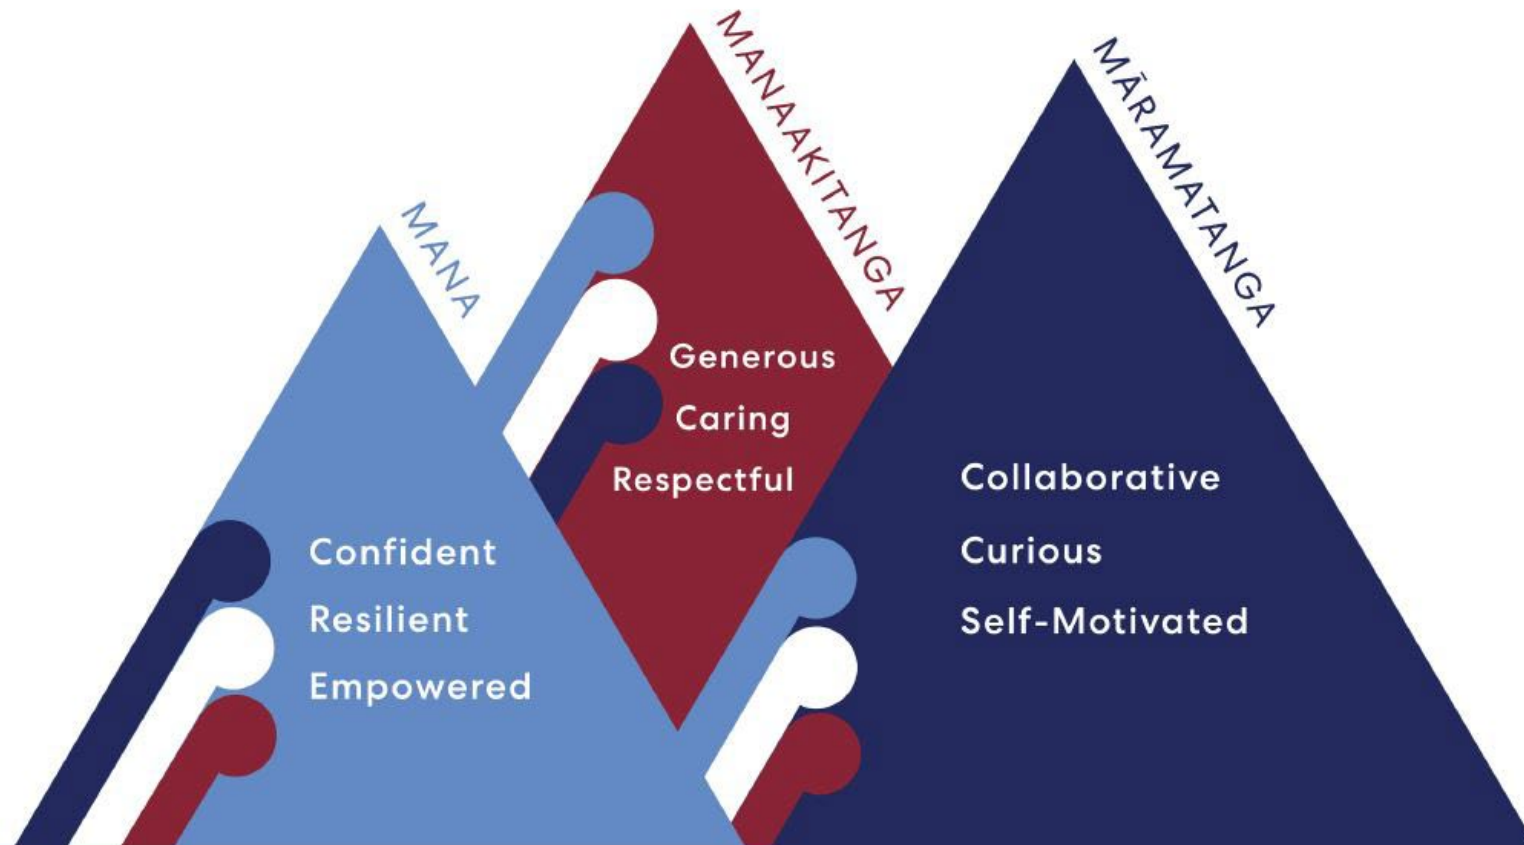 MANA
Confident
Resilient
Empowered
MANAAKITANGA
Generous
Caring
Respectful
MĀRAMATANGA
Collaborative
Curious
Self-Motivated